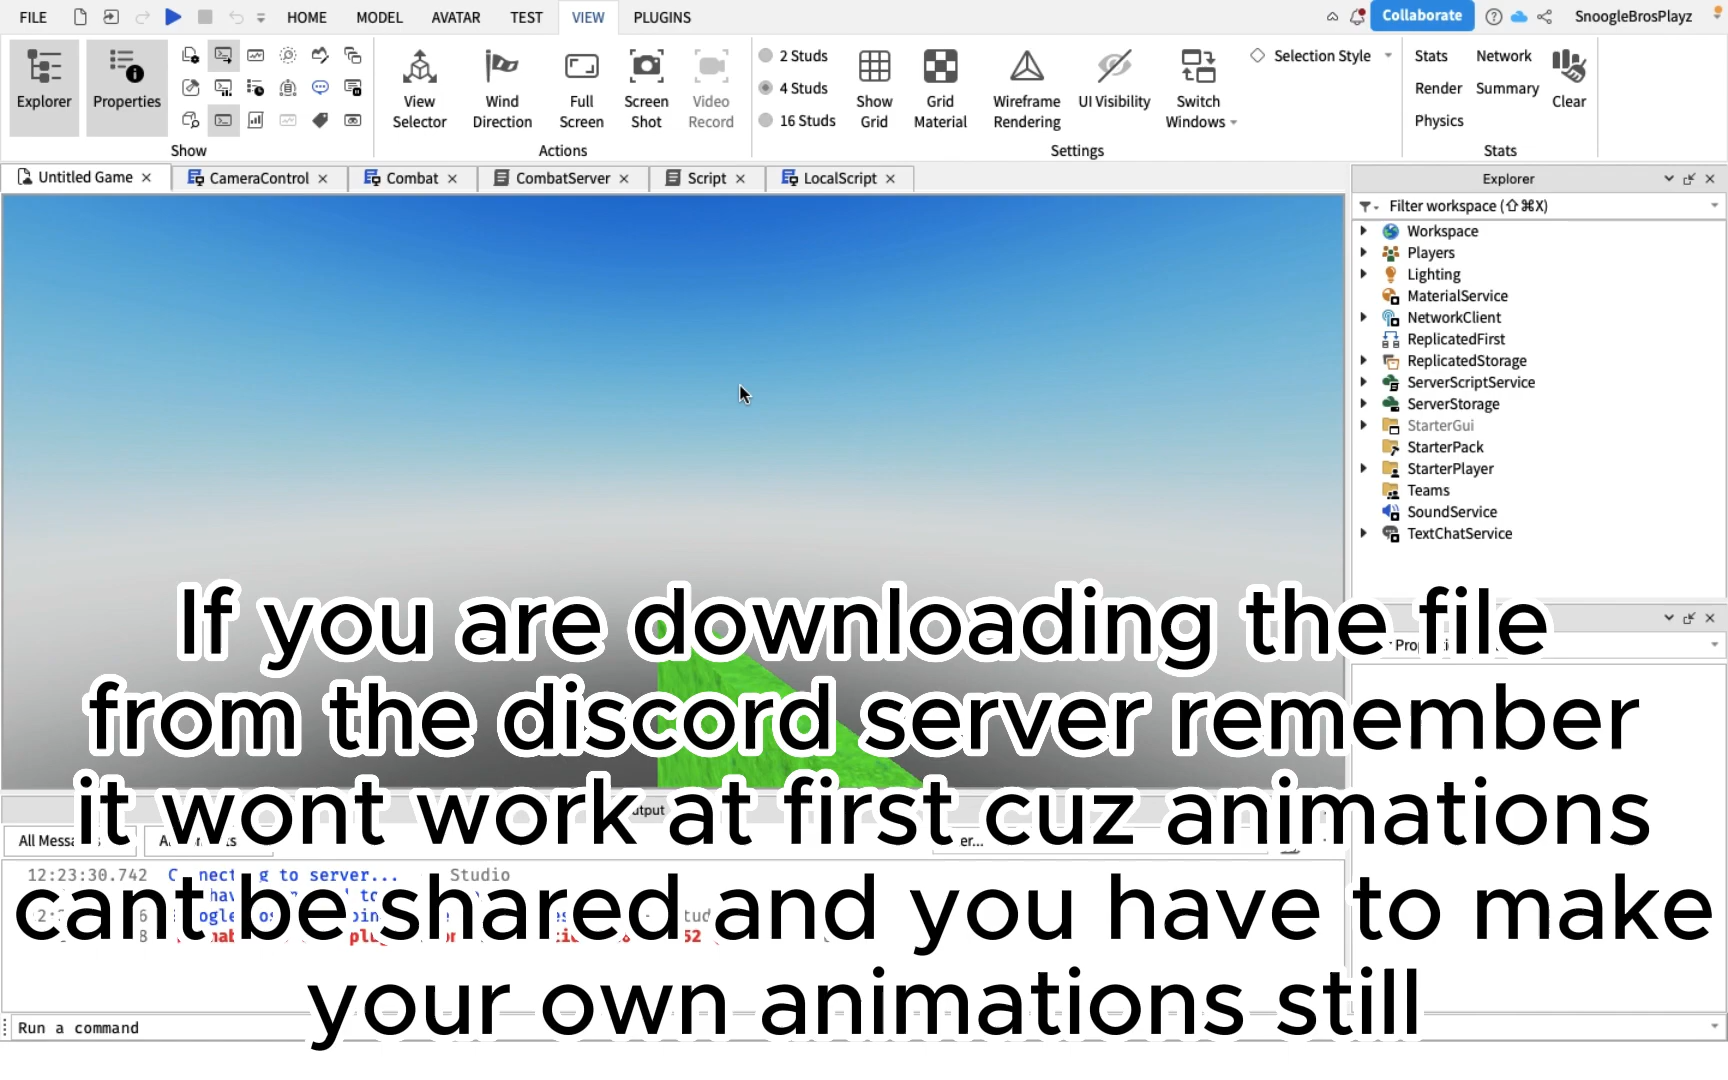 FILE HOME MODEL AVATAR TEST VIEW PLUGINS Collaborate SnoogleBrosPlayz
Explorer Properties
Show
View Selector
Wind Direction
Full Screen
Screen Shot
Video Record
Actions
2 Studs
4 Studs
16 Studs
Show Grid
Grid Material
Wireframe Rendering
UI Visibility
Switch Windows
Selection Style
Settings
Stats Network
Render Summary
Physics
Clear
Stats
Untitled Game CameraControl Combat CombatServer Script LocalScript
Explorer
Filter workspace (⇧⌘X)
Workspace
Players
Lighting
MaterialService
NetworkClient
ReplicatedFirst
ReplicatedStorage
ServerScriptService
ServerStorage
StarterGui
StarterPack
StarterPlayer
Teams
SoundService
TextChatService
If you are downloading the file
from the discord server remember
it wont work at first cuz animations
cant be shared and you have to make
your own animations still
All
12:23:30.742 to server... Studio
Run a command